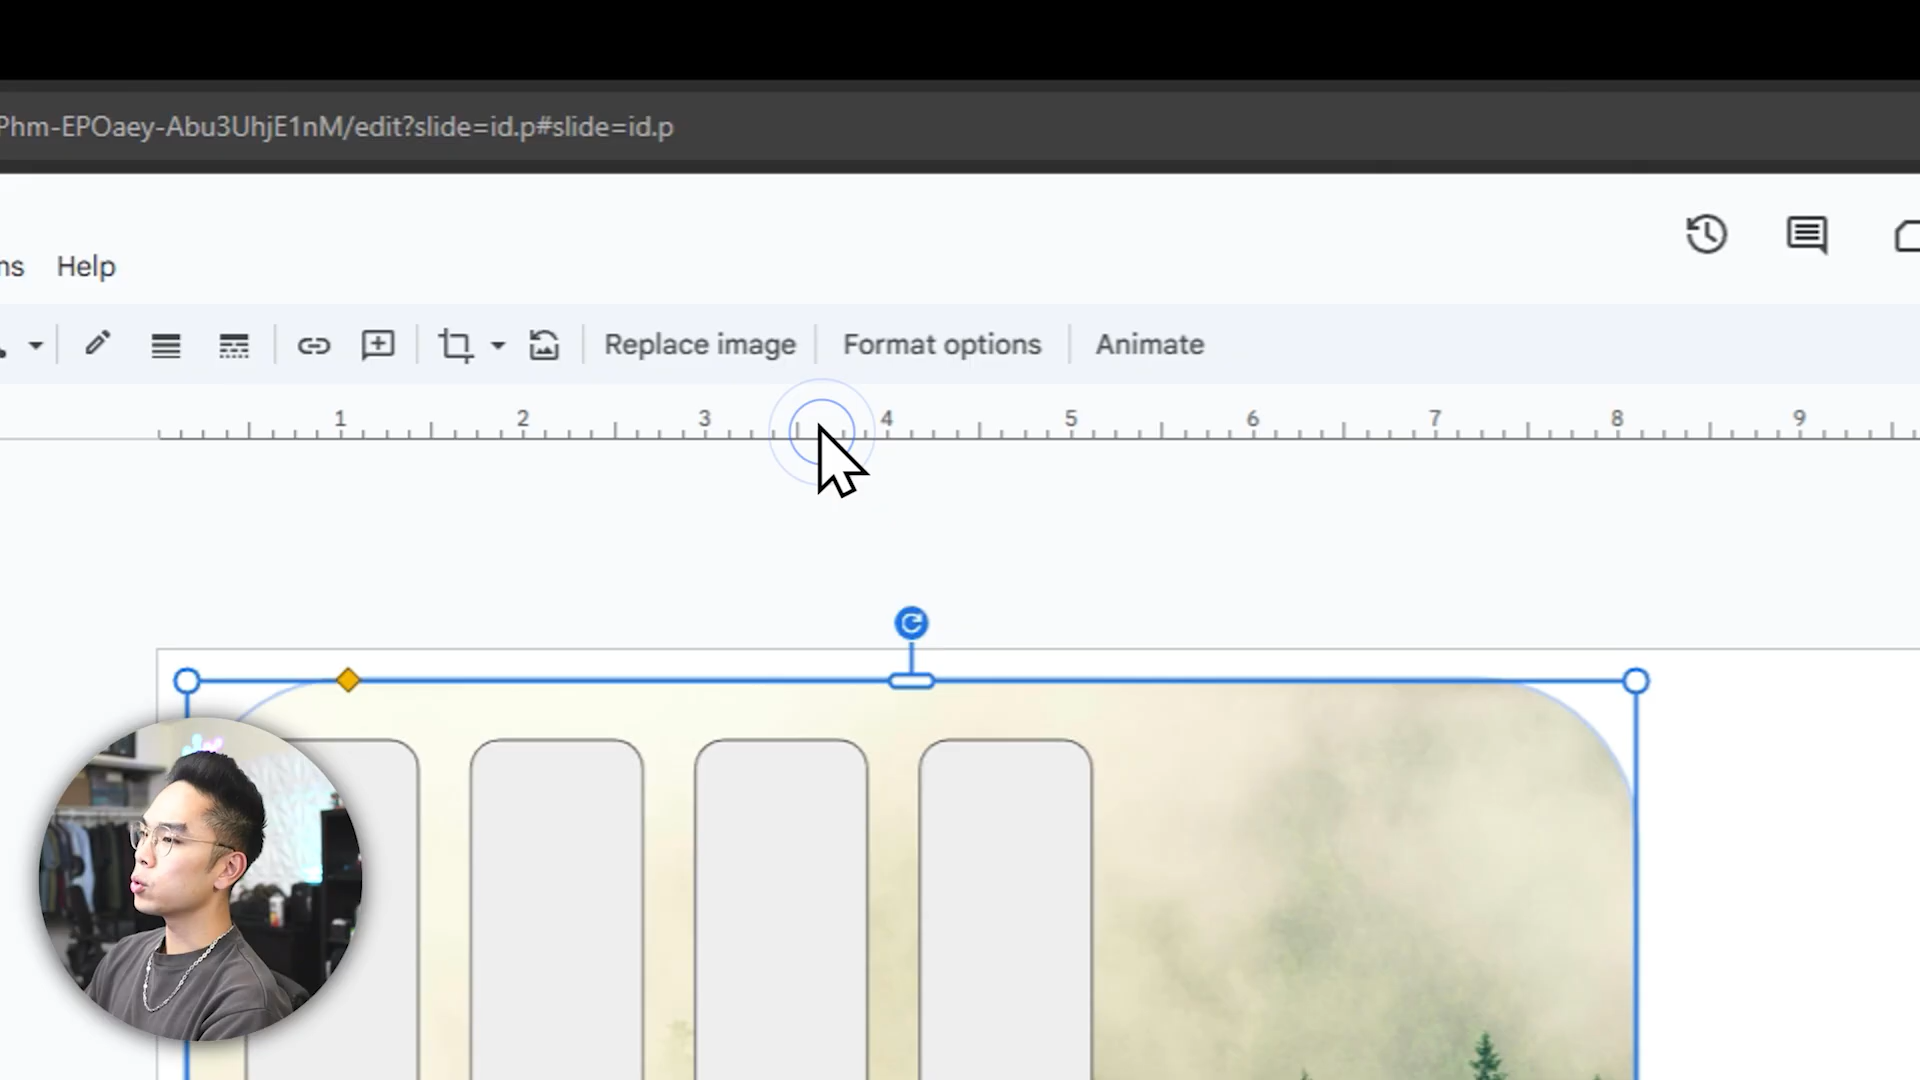 Phm-EPOaey-Abu3UhjE1nM/edit?slide=id.p#slide=id.p
ns Help
Replace image Format options Animate
1 2 3 4 5 6 7 8 9